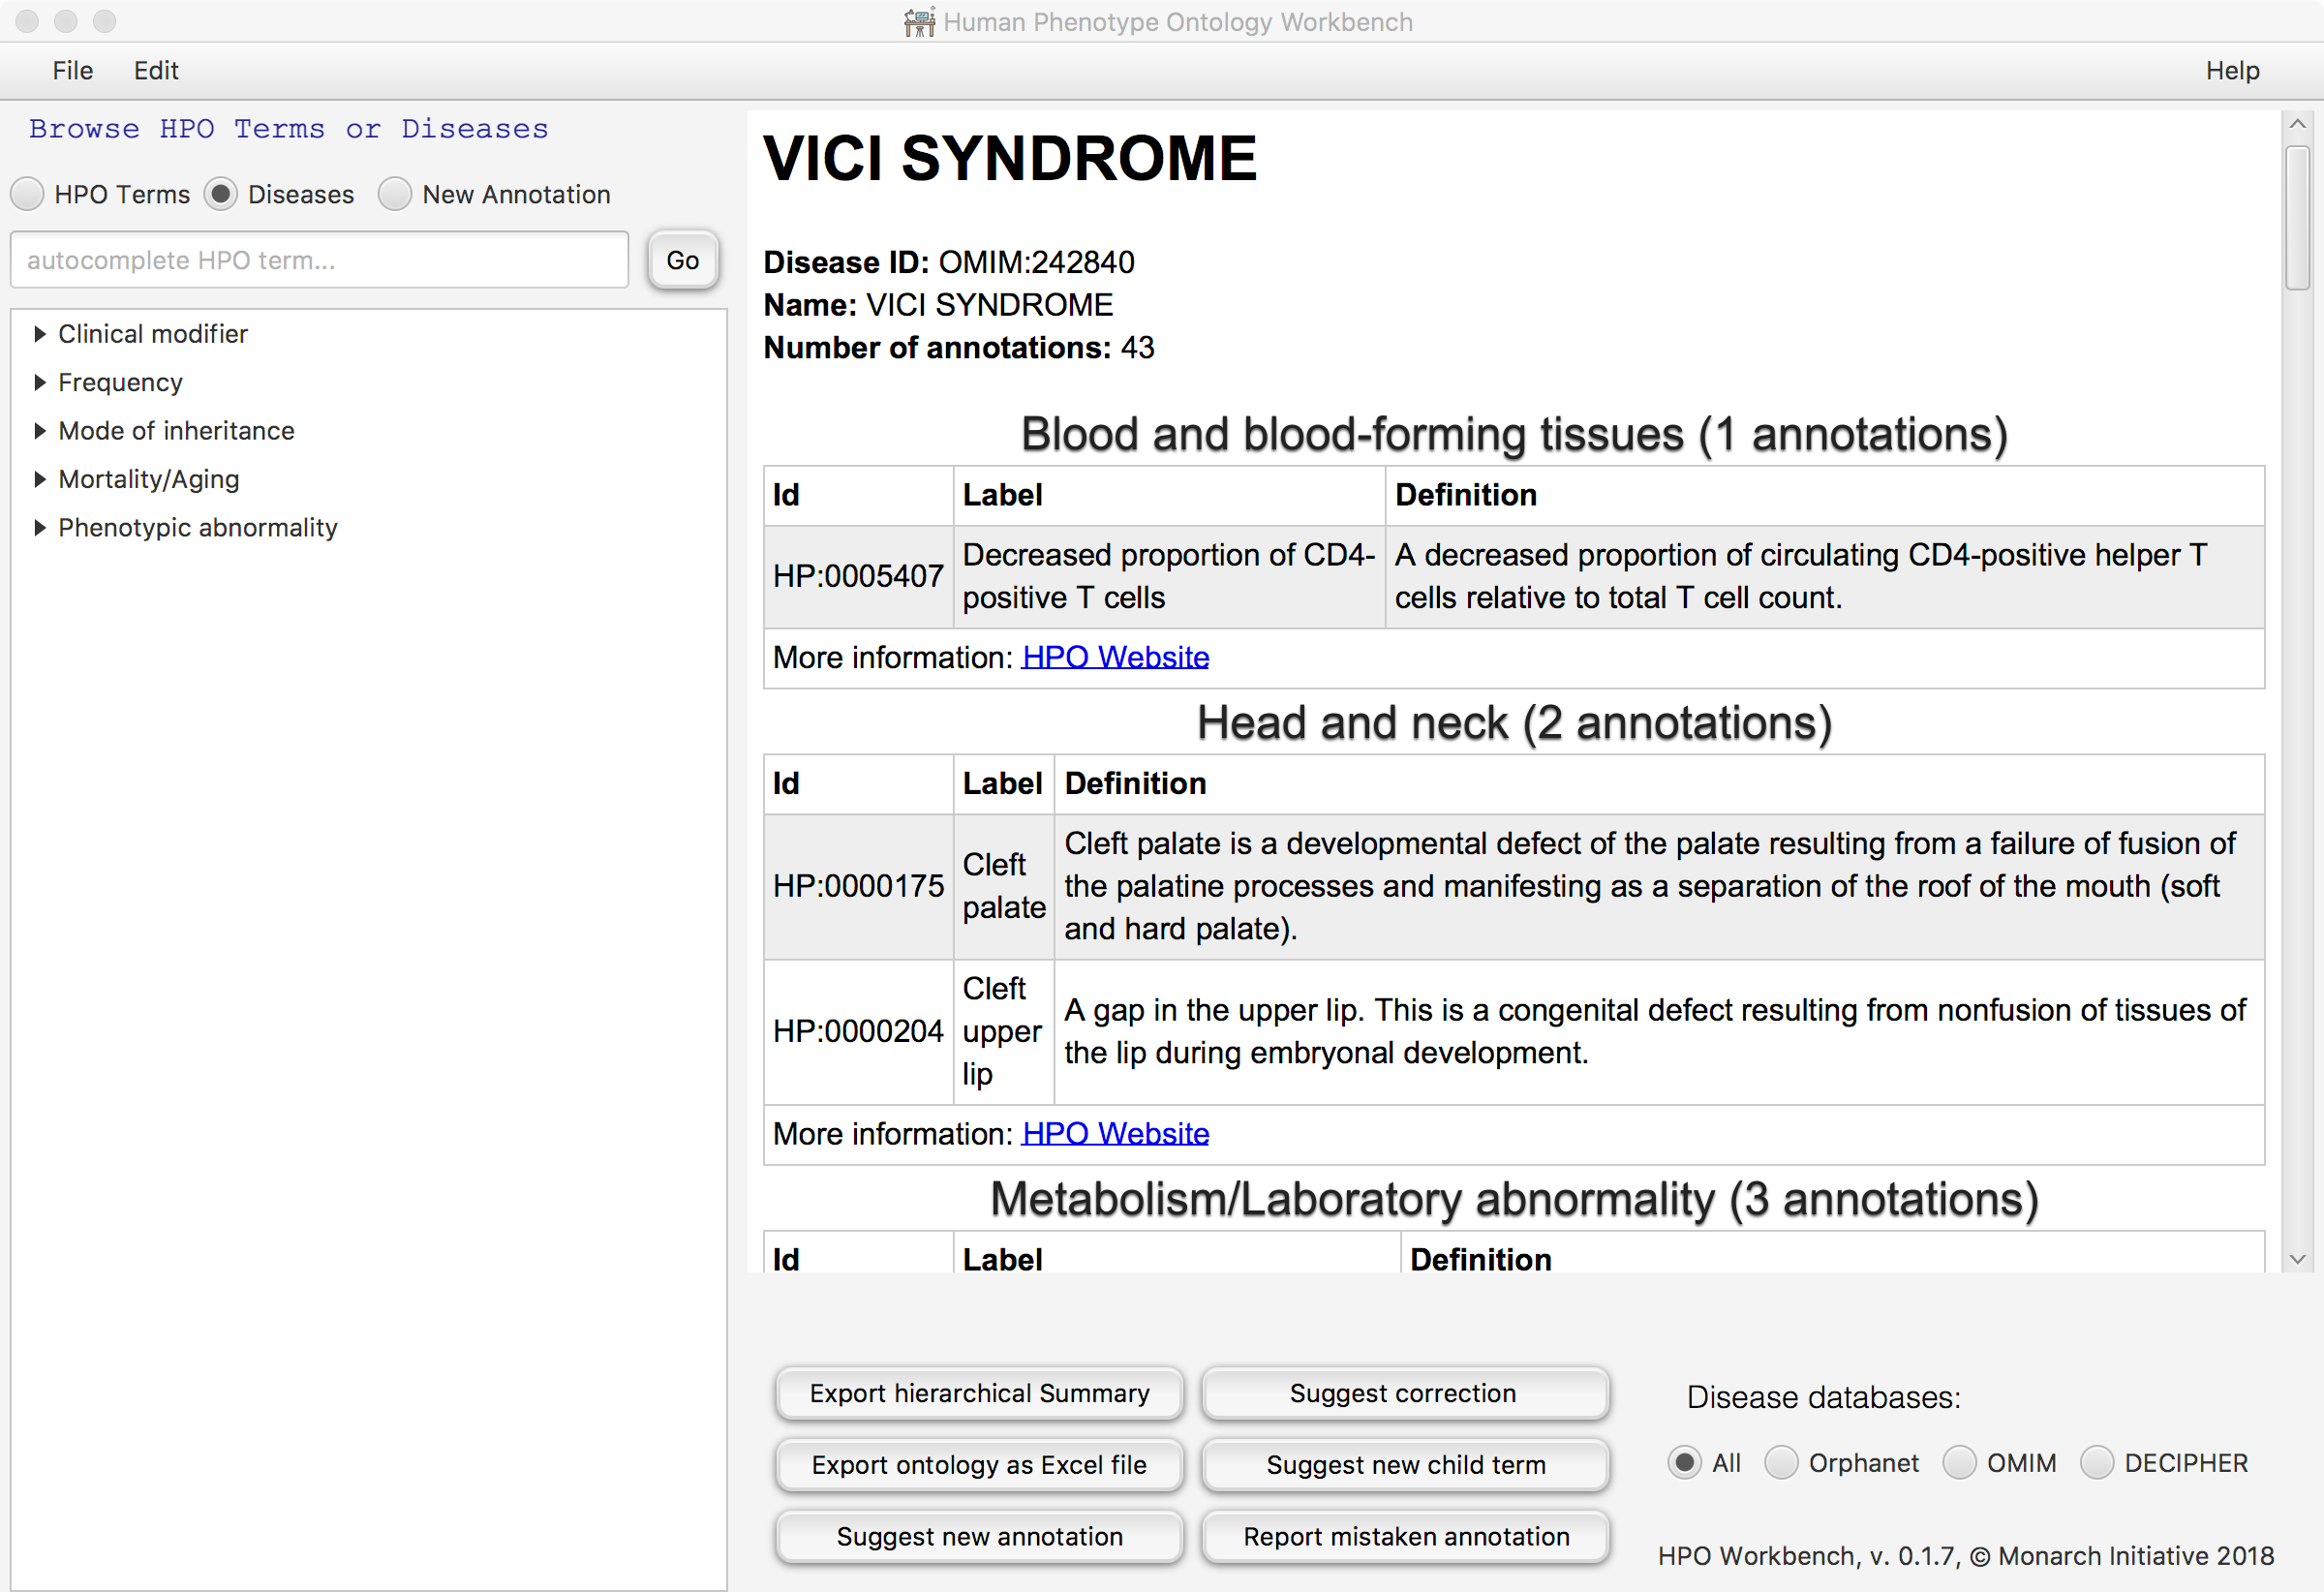 Human Phenotype Ontology Workbench
File Edit Help
Browse HPO Terms or Diseases
HPO Terms Diseases New Annotation
autocomplete HPO term... Go
Clinical modifier
Frequency
Mode of inheritance
Mortality/Aging
Phenotypic abnormality
VICI SYNDROME
Disease ID: OMIM:242840
Name: VICI SYNDROME
Number of annotations: 43
Blood and blood-forming tissues (1 annotations)
Id Label Definition
HP:0005407
Decreased proportion of CD4-
positive T cells
A decreased proportion of circulating CD4-positive helper T
cells relative to total T cell count.
More information: HPO Website
Head and neck (2 annotations)
Id Label Definition
HP:0000175
Cleft
palate
Cleft palate is a developmental defect of the palate resulting from a failure of fusion of
the palatine processes and manifesting as a separation of the roof of the mouth (soft
and hard palate).
HP:0000204
Cleft
upper
lip
A gap in the upper lip. This is a congenital defect resulting from nonfusion of tissues of
the lip during embryonal development.
More information: HPO Website
Metabolism/Laboratory abnormality (3 annotations)
Id Label Definition
Export hierarchical Summary
Suggest correction
Export ontology as Excel file
Suggest new child term
Suggest new annotation
Report mistaken annotation
Disease databases:
All Orphanet OMIM DECIPHER
HPO Workbench, v. 0.1.7, © Monarch Initiative 2018